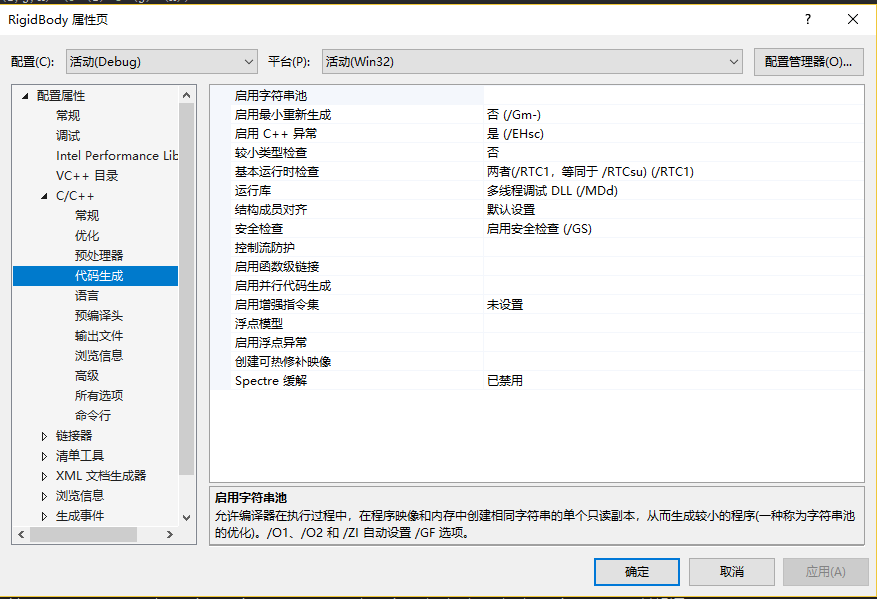 RigidBody 属性页
配置(C): 活动(Debug) 平台(P): 活动(Win32) 配置管理器(O)...
配置属性
常规
调试
Intel Performance Lib
VC++ 目录
C/C++
常规
优化
预处理器
代码生成
语言
预编译头
输出文件
浏览信息
高级
所有选项
命令行
链接器
清单工具
XML 文档生成器
浏览信息
生成事件
启用字符串池
启用最小重新生成 否 (/Gm-)
启用 C++ 异常 是 (/EHsc)
较小类型检查 否
基本运行时检查 两者(/RTC1，等同于 /RTCsu) (/RTC1)
运行库 多线程调试 DLL (/MDd)
结构成员对齐 默认设置
安全检查 启用安全检查 (/GS)
控制流防护
启用函数级链接
启用并行代码生成
启用增强指令集 未设置
浮点模型
启用浮点异常
创建可热修补映像
Spectre 缓解 已禁用
启用字符串池
允许编译器在执行过程中，在程序映像和内存中创建相同字符串的单个只读副本，从而生成较小的程序(一种称为字符串池
的优化)。/O1、/O2 和 /ZI 自动设置 /GF 选项。
确定 取消 应用(A)